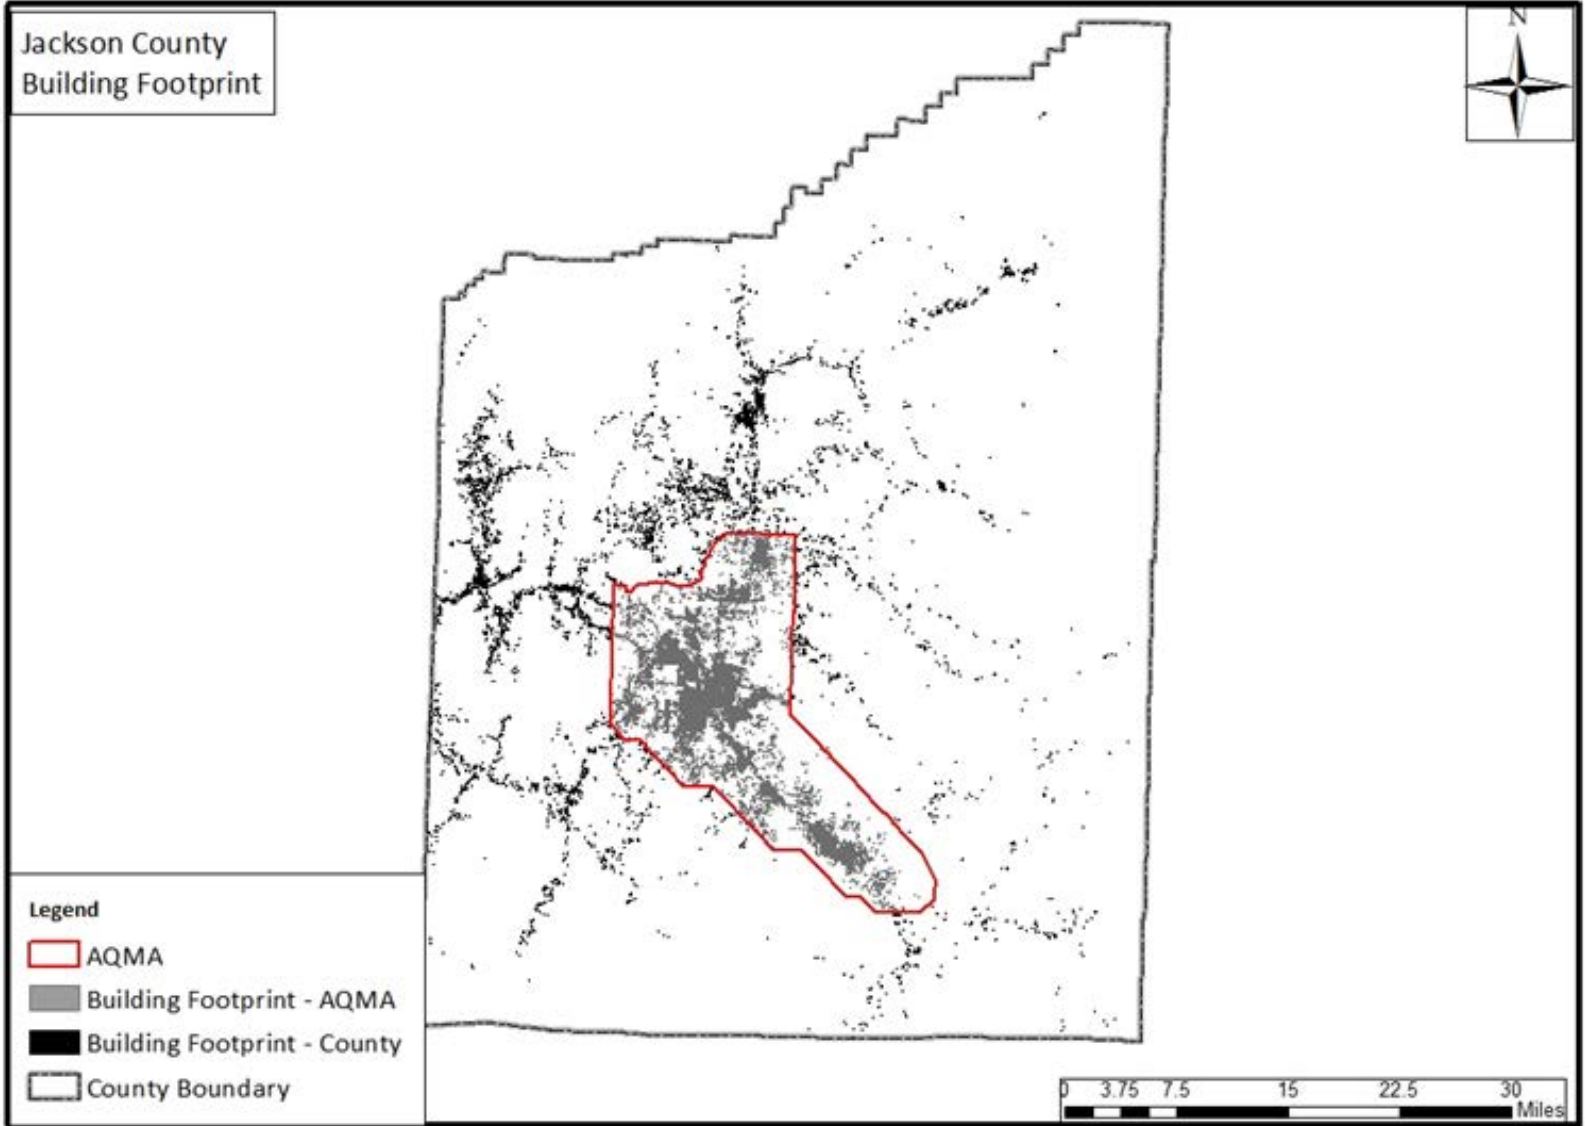 Jackson County
Building Footprint
N
Legend
AQMA
Building Footprint - AQMA
Building Footprint - County
County Boundary
0 3.75 7.5 15 22.5 30
Miles